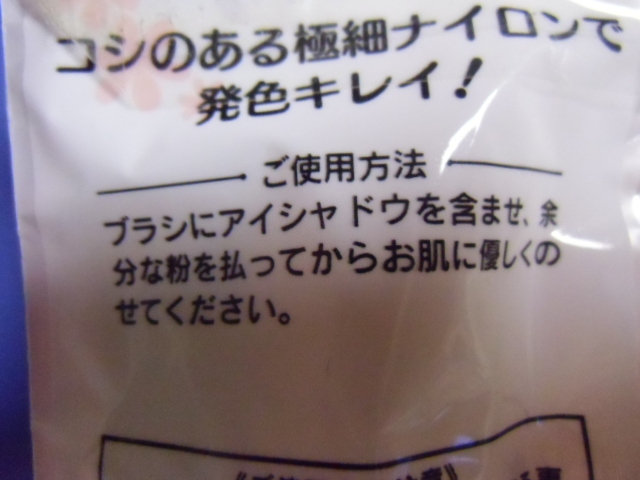 コシのある極細ナイロンで
発色キレイ!
ご使用方法
ブラシにアイシャドウを含ませ、余
分な粉を払ってからお肌に優しくの
せてください。